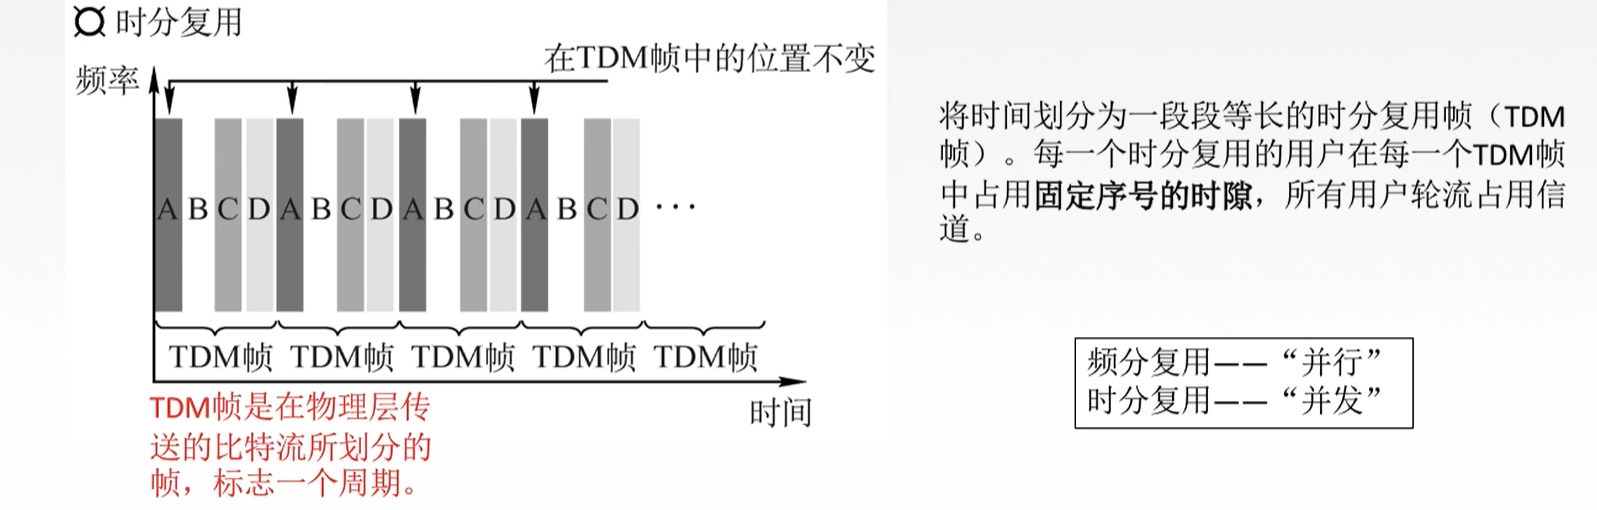 ¤ 时分复用
在TDM帧中的位置不变
频率
A B C D A B C D A B C D A B C D ···
TDM帧 TDM帧 TDM帧 TDM帧 TDM帧
时间
TDM帧是在物理层传
送的比特流所划分的
帧，标志一个周期。
将时间划分为一段段等长的时分复用帧（TDM
帧）。每一个时分复用的用户在每一个TDM帧
中占用固定序号的时隙，所有用户轮流占用信
道。
频分复用——“并行”
时分复用——“并发”